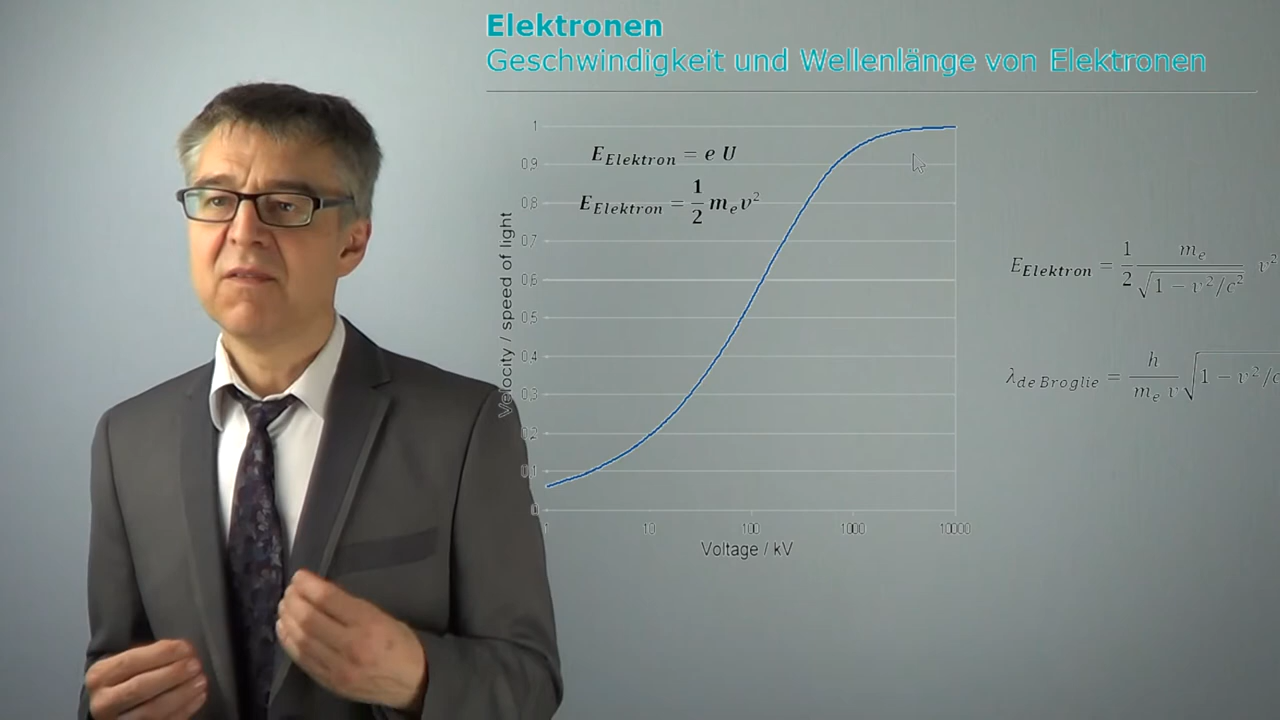 Elektronen
Geschwindigkeit und Wellenlänge von Elektronen
1
0,9
0,8
0,7
0,6
0,5
0,4
0,3
0,2
0,1
0
Velocity / speed of light
E_Elektron = e U
E_Elektron = 1/2 m_e v²
1 10 100 1000 10000
Voltage / kV
E_Elektron = 1/2 m_e/√(1 − v²/c²) v²
λ_de Broglie = h/(m_e v) √(1 − v²/c